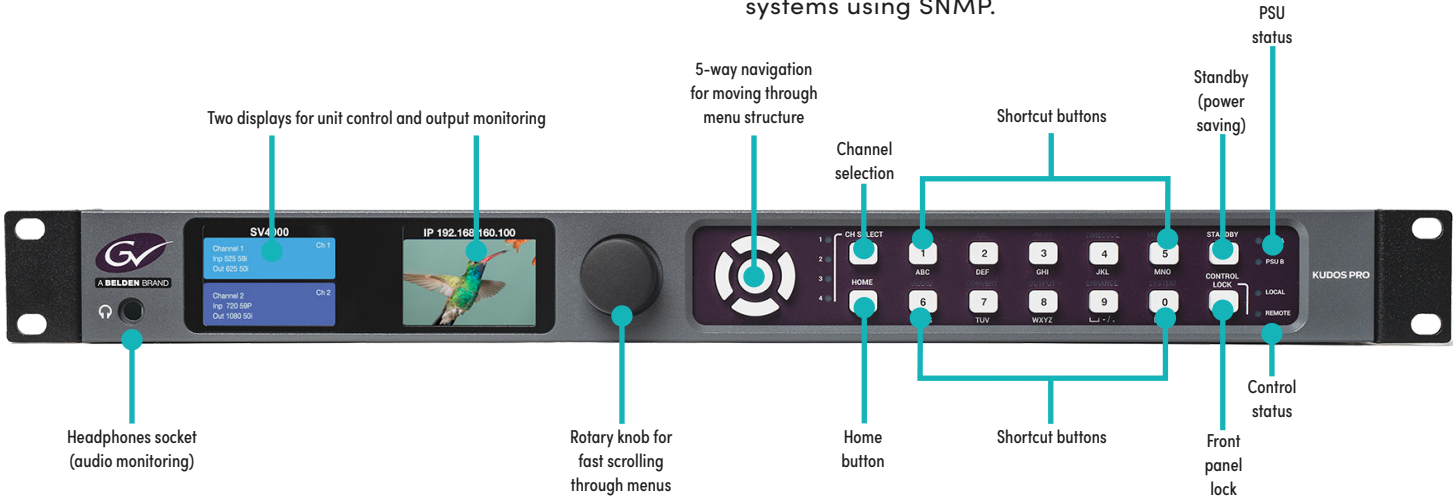 systems using SNMP.
PSU
status
Standby
(power
saving)
5-way navigation
for moving through
menu structure
Two displays for unit control and output monitoring
Shortcut buttons
Channel
selection
SV4000
Channel 1
Ch 1
Inp 525 59i
Out 625 50i
Channel 2
Ch 2
Inp 720 59P
Out 1080 50i
IP 192.168.160.100
GV
A BELDEN BRAND
CH SELECT
1
2
3
4
HOME
1
2
3
4
5
ABC
DEF
GHI
JKL
MNO
6
7
8
9
0
TUV
WXYZ
- / .
STANDBY
CONTROL
LOCK
PSU B
LOCAL
REMOTE
KUDOS PRO
Headphones socket
(audio monitoring)
Rotary knob for
fast scrolling
through menus
Home
button
Shortcut buttons
Front
panel
lock
Control
status